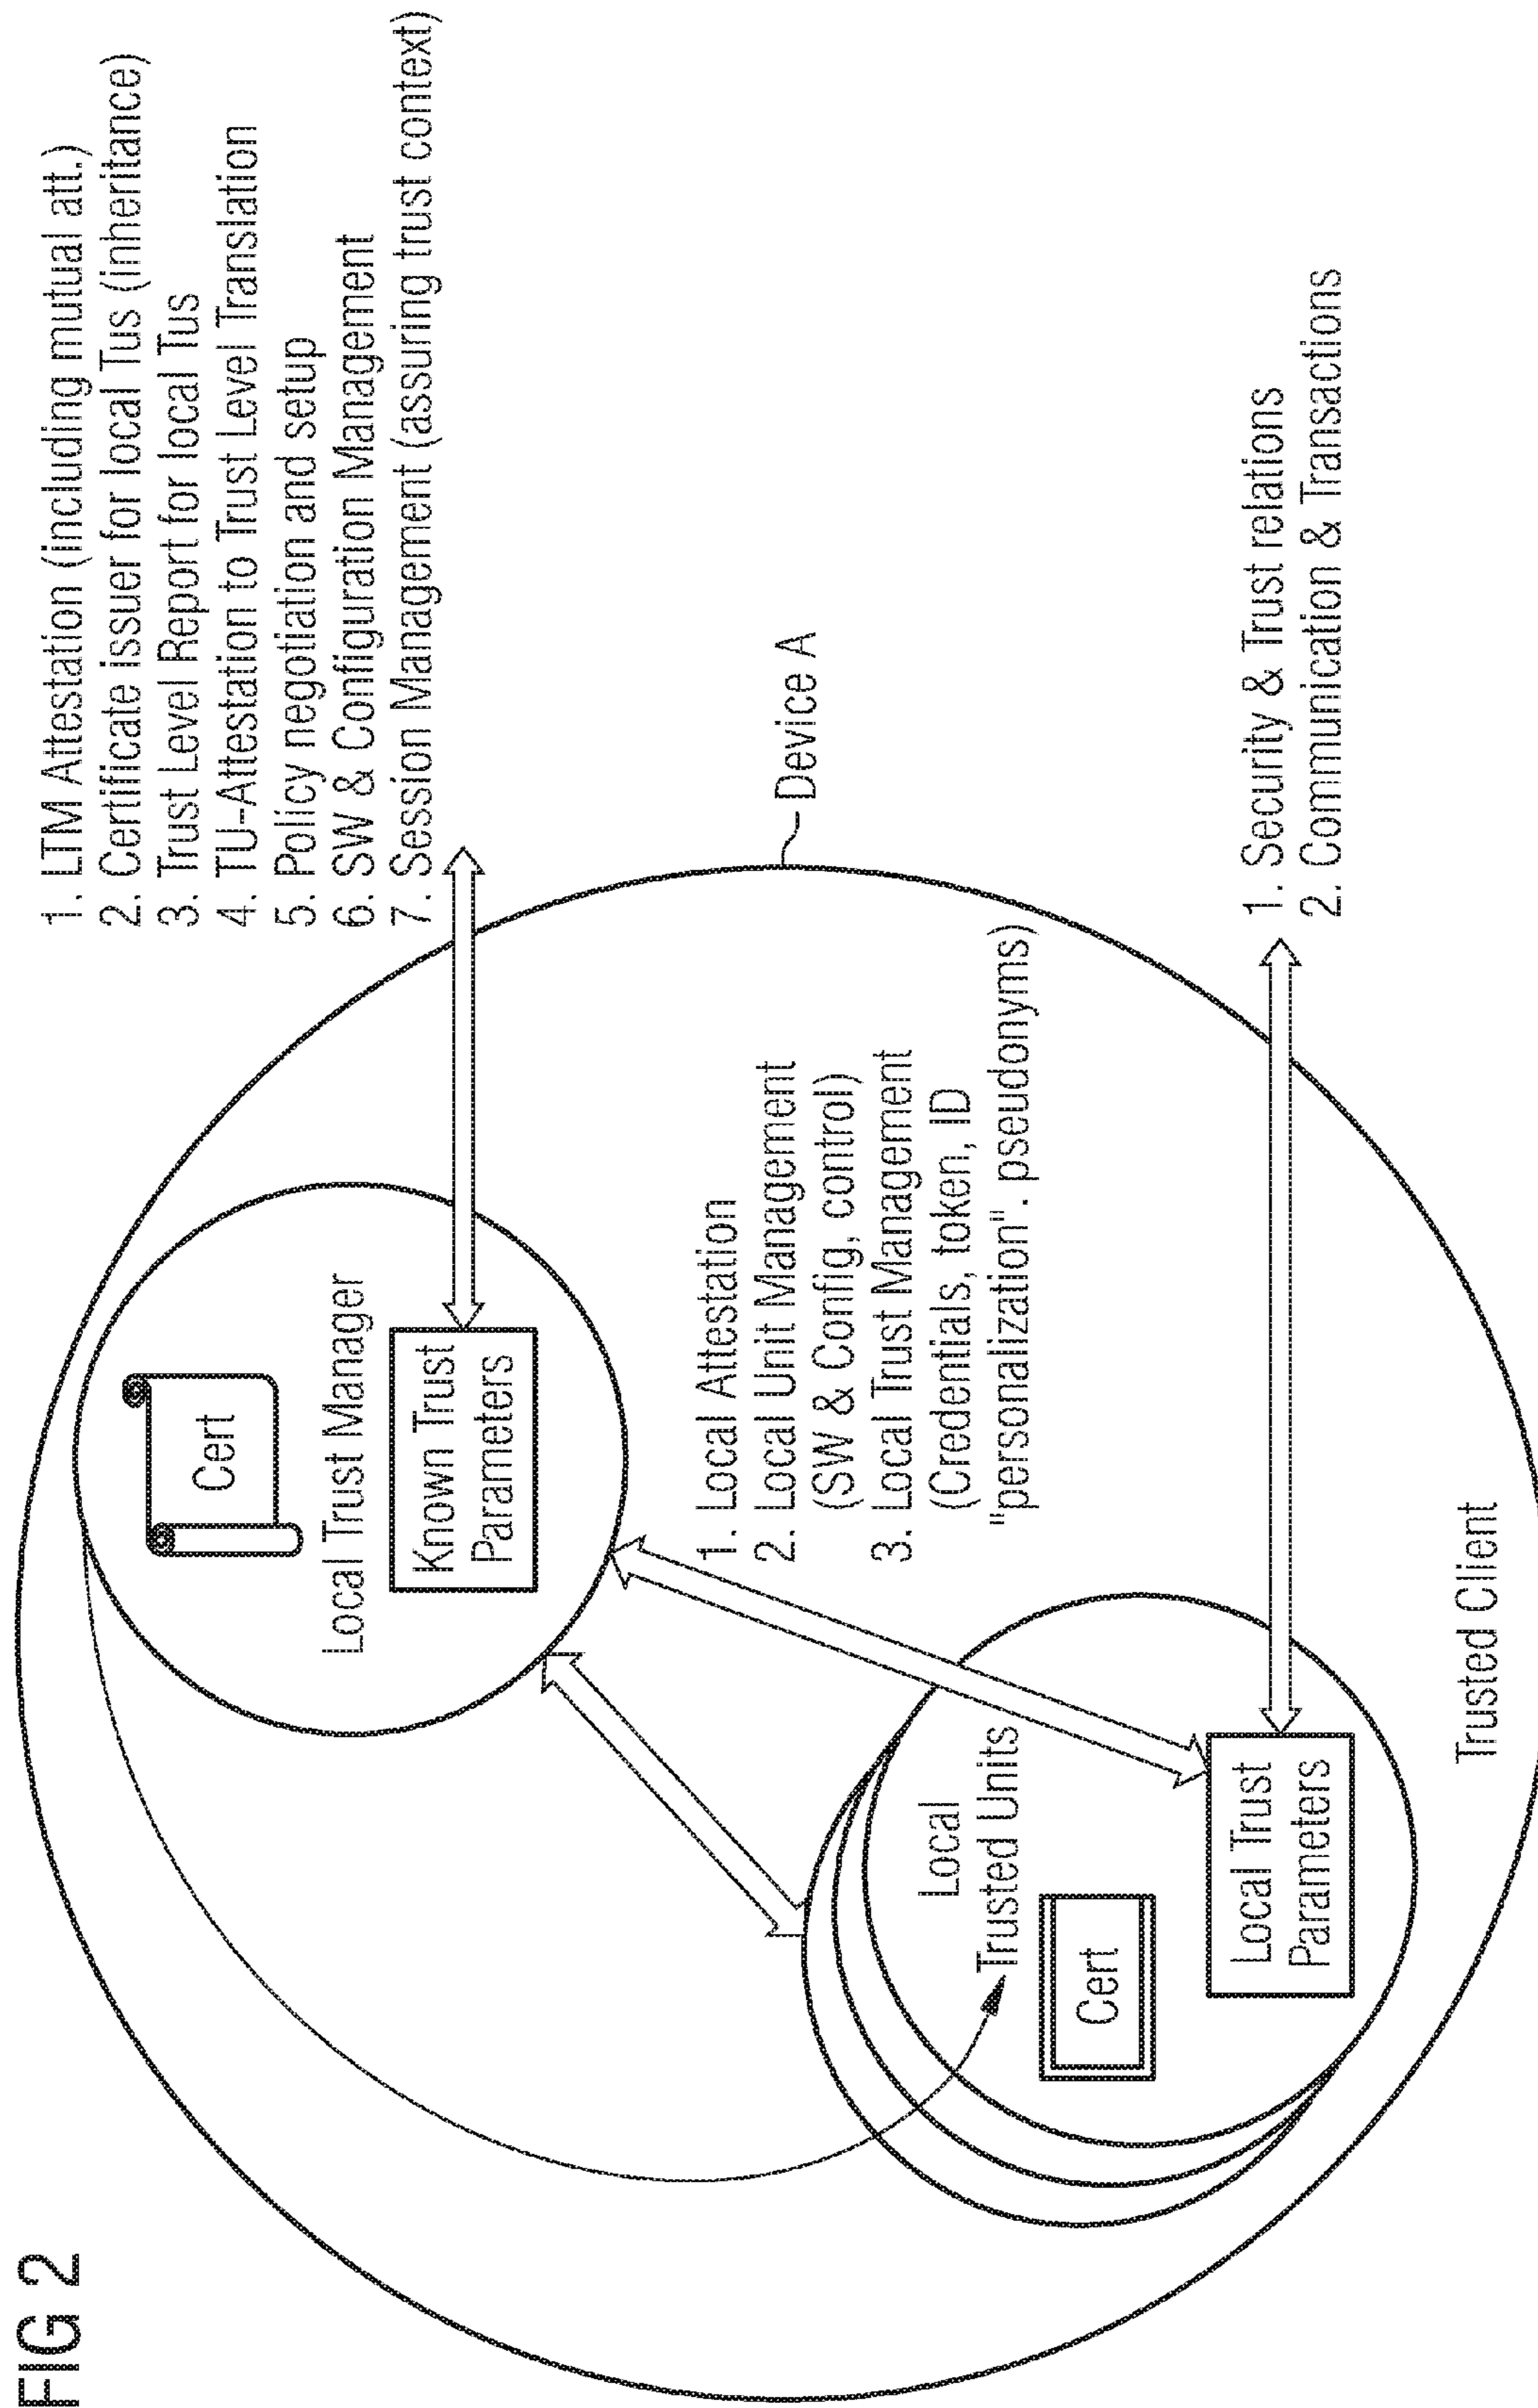 FIG 2
1. LTM Attestation (including mutual att.)
2. Certificate issuer for local Tus (inheritance)
3. Trust Level Report for local Tus
4. TU-Attestation to Trust Level Translation
5. Policy negotiation and setup
6. SW & Configuration Management
7. Session Management (assuring trust context)
Cert
Local Trust Manager
Known Trust
Parameters
Device A
1. Local Attestation
2. Local Unit Management
(SW & Config, control)
3. Local Trust Management
(Credentials, token, ID
"personalization". pseudonyms)
Local
Trusted Units
Cert
Local Trust
Parameters
1. Security & Trust relations
2. Communication & Transactions
Trusted Client